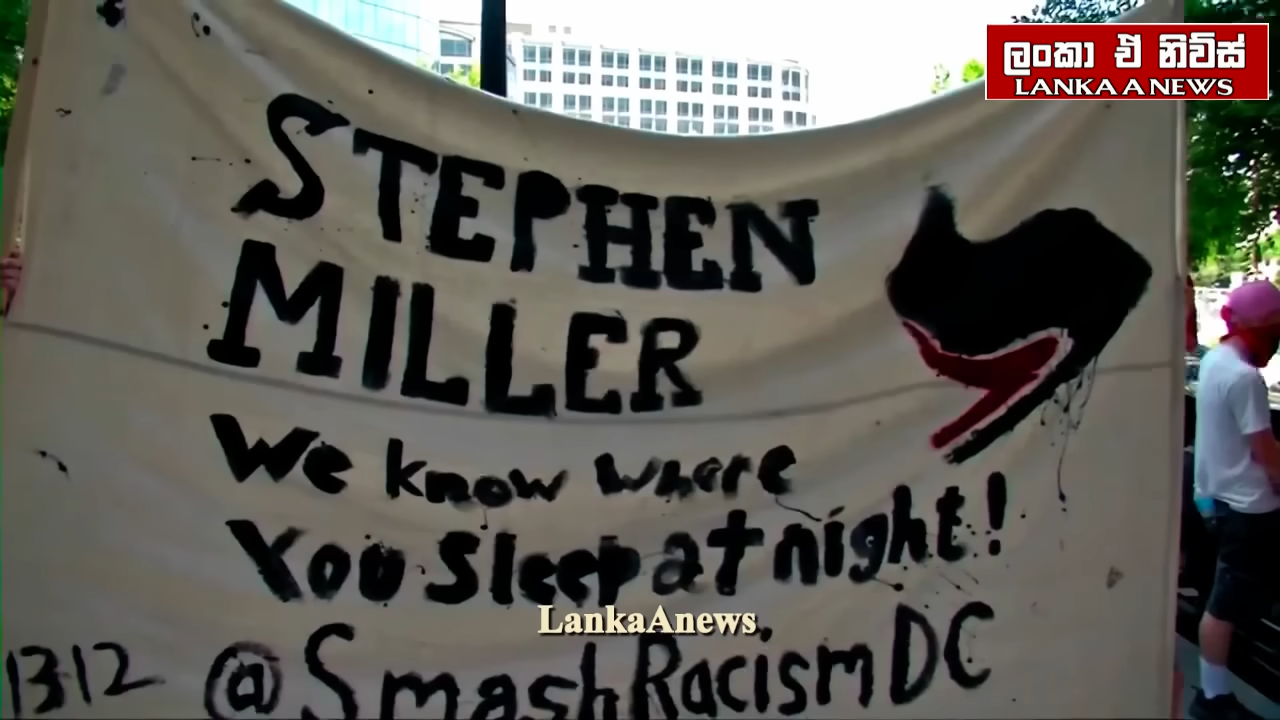 ලංකා ඒ නිව්ස්
LANKA A NEWS
STEPHEN
MILLER
We know where
You sleep at night!
LankaAnews
1312 @SmashRacismDC